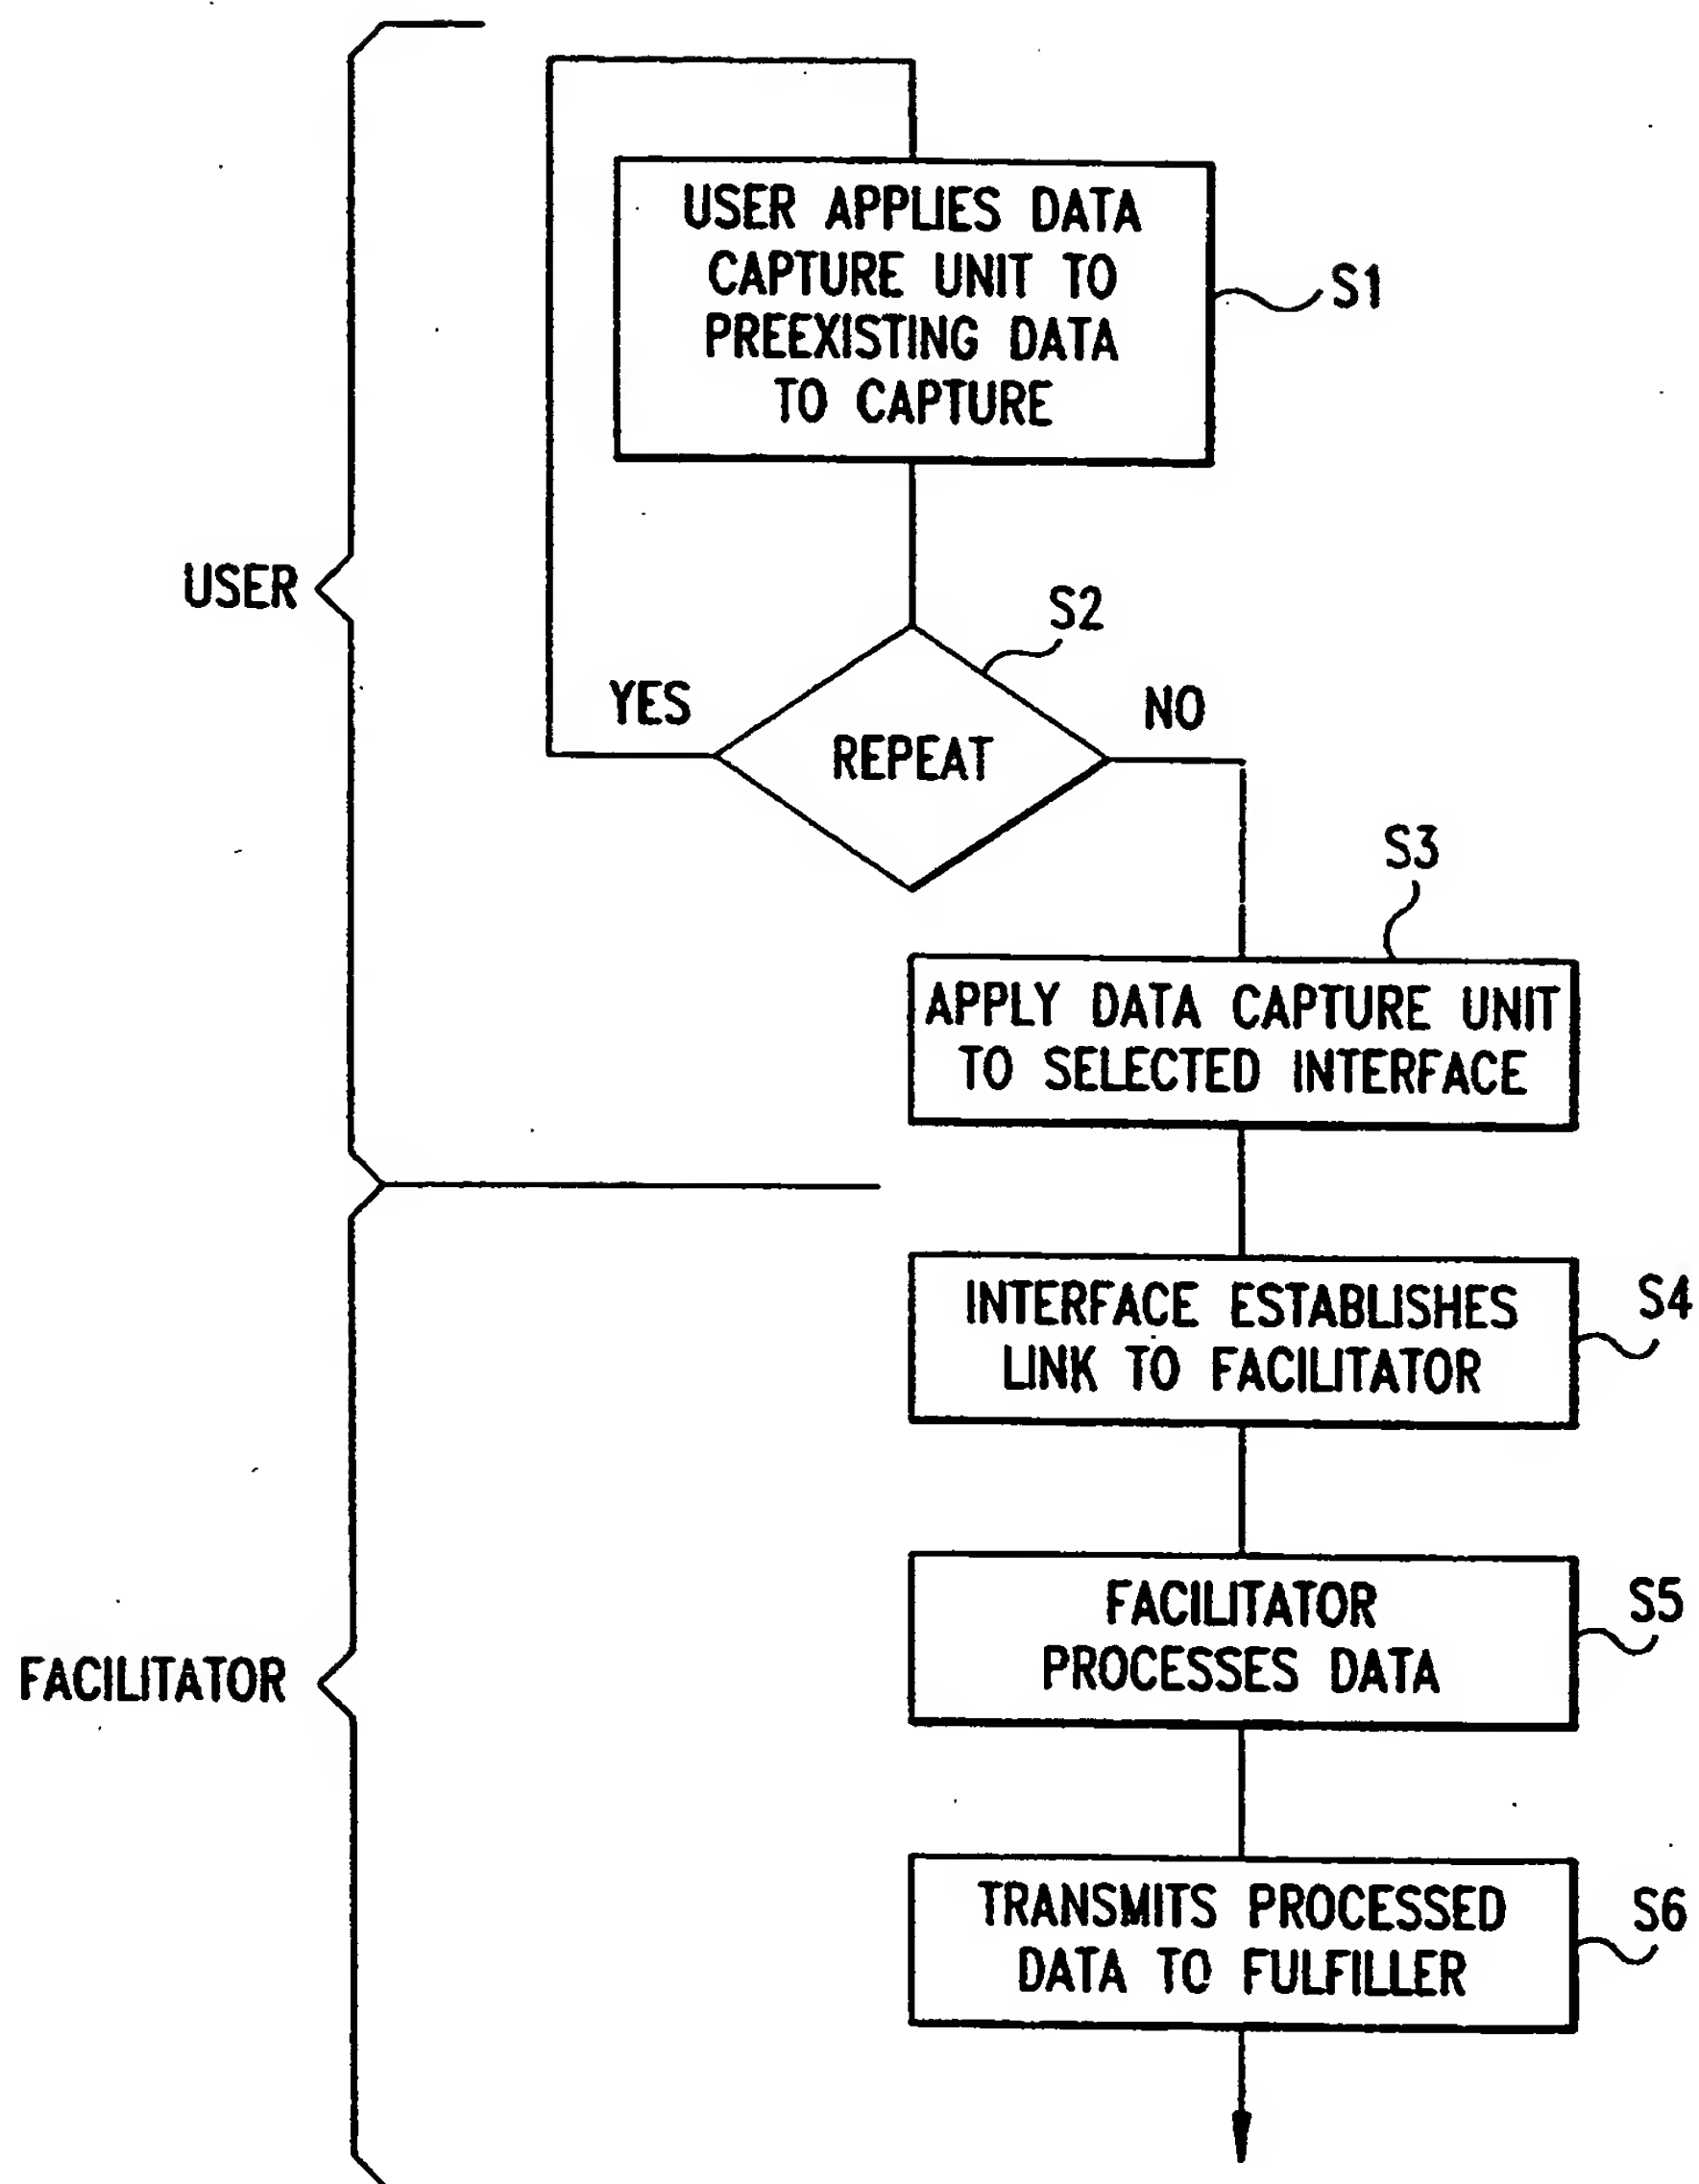 USER APPLIES DATA
CAPTURE UNIT TO
PREEXISTING DATA
TO CAPTURE
S1
USER
S2
YES
NO
REPEAT
S3
APPLY DATA CAPTURE UNIT
TO SELECTED INTERFACE
INTERFACE ESTABLISHES
LINK TO FACILITATOR
S4
FACILITATOR
PROCESSES DATA
S5
FACILITATOR
TRANSMITS PROCESSED
DATA TO FULFILLER
S6